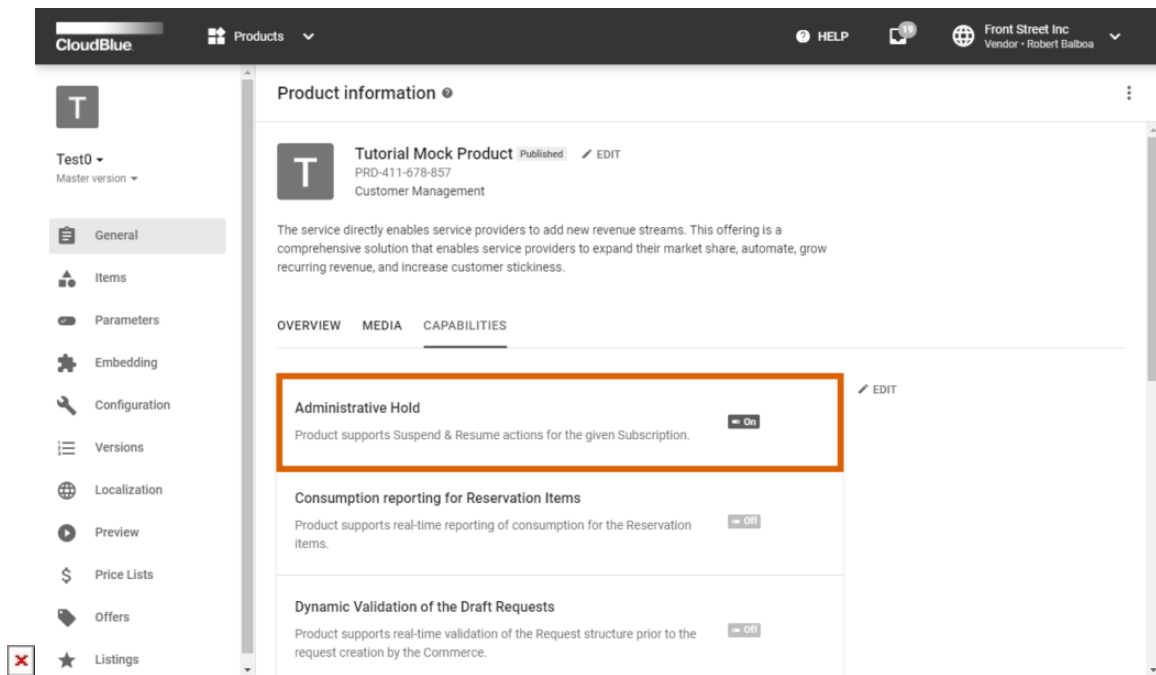 CloudBlue.
Products
HELP
19
Front Street Inc
Vendor • Robert Balboa
T
Test0
Master version
General
Items
Parameters
Embedding
Configuration
Versions
Localization
Preview
Price Lists
Offers
Listings
Product information
T
Tutorial Mock Product Published EDIT
PRD-411-678-857
Customer Management
The service directly enables service providers to add new revenue streams. This offering is a
comprehensive solution that enables service providers to expand their market share, automate, grow
recurring revenue, and increase customer stickiness.
OVERVIEW MEDIA CAPABILITIES
EDIT
Administrative Hold
On
Product supports Suspend & Resume actions for the given Subscription.
Consumption reporting for Reservation Items
Off
Product supports real-time reporting of consumption for the Reservation
items.
Dynamic Validation of the Draft Requests
Off
Product supports real-time validation of the Request structure prior to the
request creation by the Commerce.